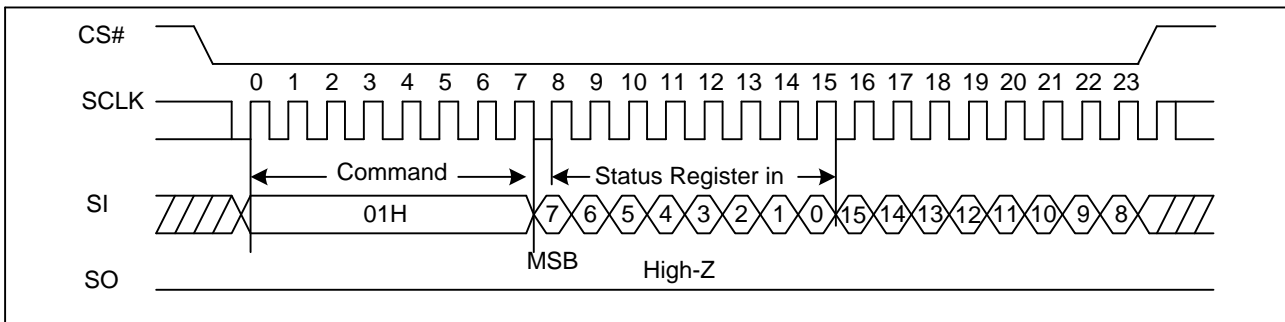 CS#
0 1 2 3 4 5 6 7 8 9 10 11 12 13 14 15 16 17 18 19 20 21 22 23
SCLK
Command Status Register in
SI 01H 7 6 5 4 3 2 1 0 15 14 13 12 11 10 9 8
MSB High-Z
SO